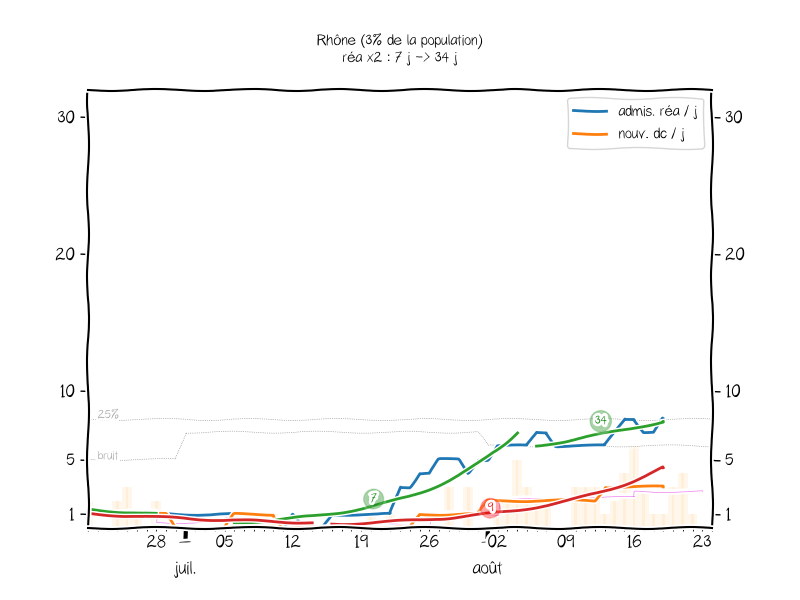 Rhône (3% de la population)
réa x2 : 7 j -> 34 j
admis. réa / j
nouv. dc / j
30 30
20 20
10 10
25%
34
bruit
5 5
7
9
1 1
28 05 12 19 26 02 09 16 23
juil. août